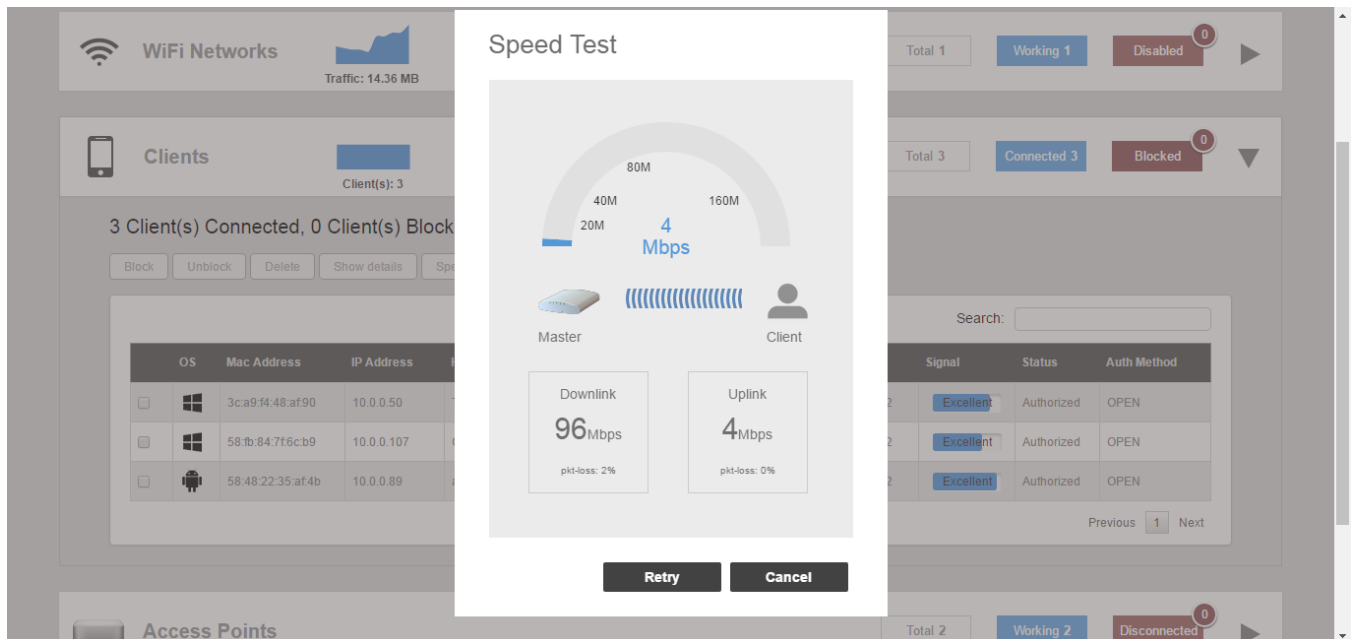 WiFi Networks
Traffic: 14.36 MB
Total 1
Working 1
Disabled
0
Clients
Client(s): 3
Total 3
Connected 3
Blocked
0
3 Client(s) Connected, 0 Client(s) Block
Block
Unblock
Delete
Show details
Spe
Search:
OS Mac Address IP Address Signal Status Auth Method
3c:a9:f4:48:af:90 10.0.0.50 2 Excellent Authorized OPEN
58:fb:84:7f:6c:b9 10.0.0.107 2 Excellent Authorized OPEN
58:48:22:35:af:4b 10.0.0.89 2 Excellent Authorized OPEN
Previous 1 Next
Access Points
Total 2
Working 2
Disconnected
0
Speed Test
80M
40M
160M
20M
4
Mbps
Master
Client
Downlink
96Mbps
pkt-loss: 2%
Uplink
4Mbps
pkt-loss: 0%
Retry
Cancel